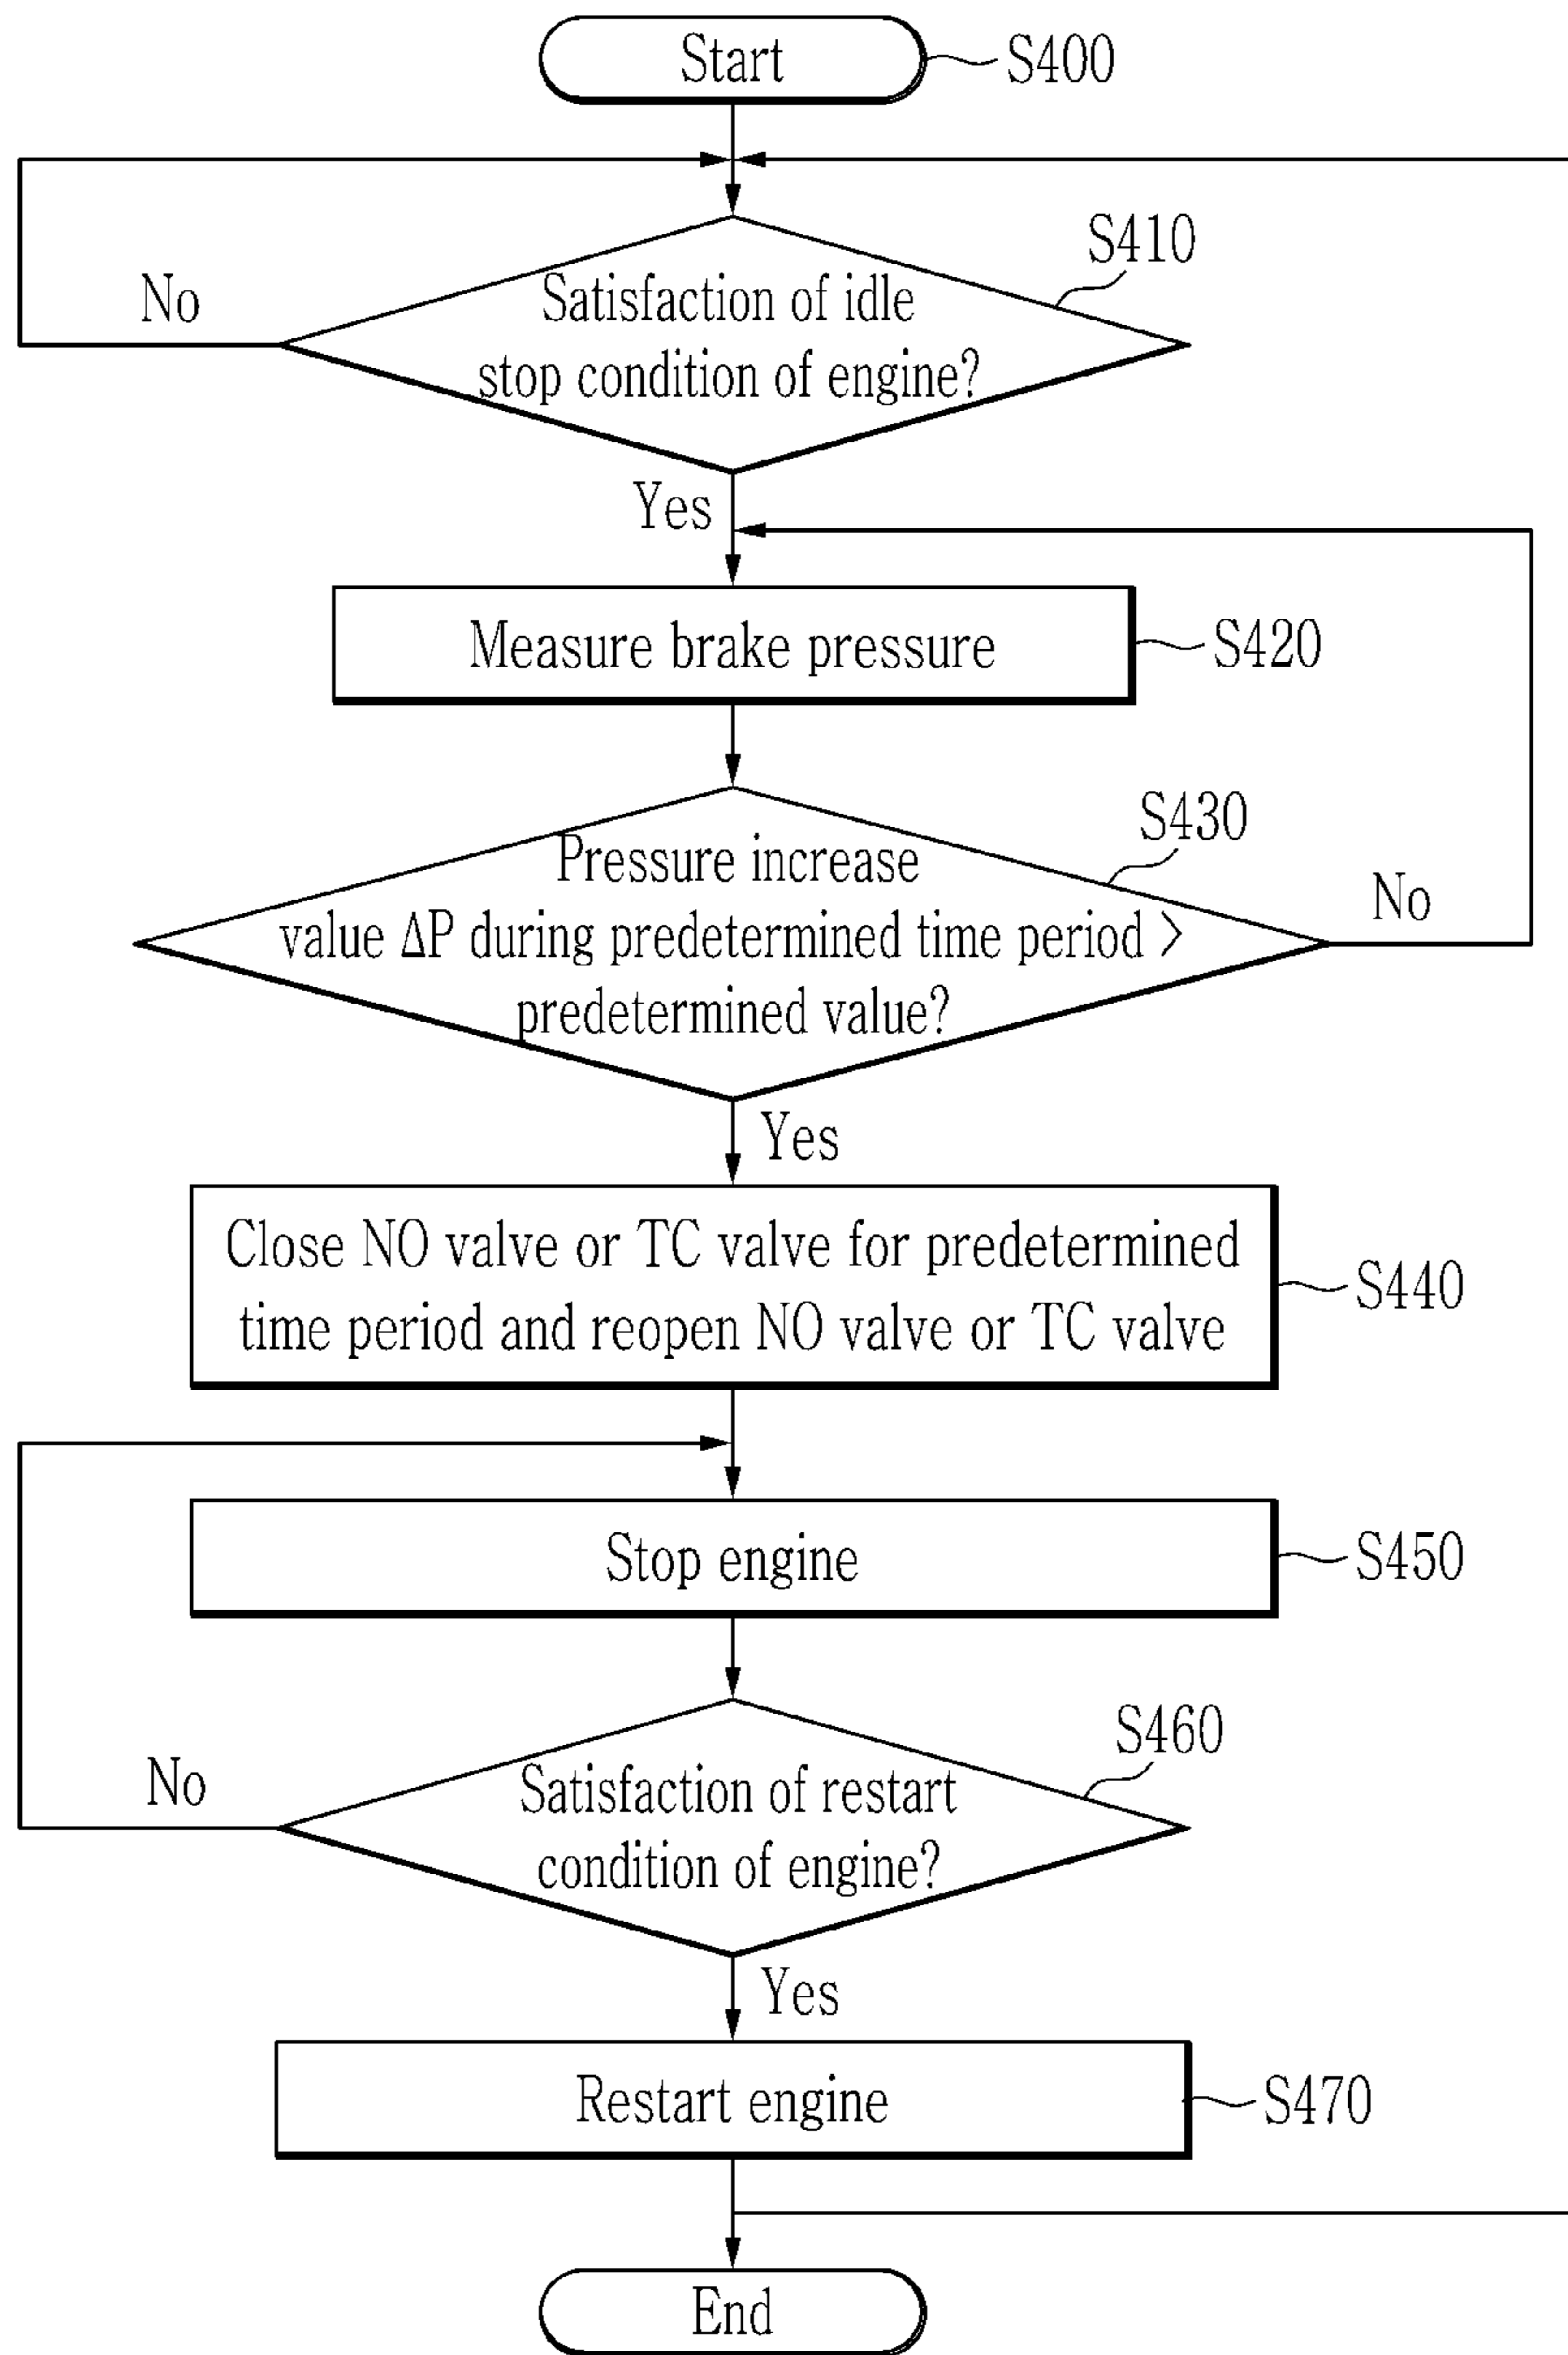 Start
S400
S410
No
Satisfaction of idle
stop condition of engine?
Yes
Measure brake pressure
S420
S430
Pressure increase
No
value ΔP during predetermined time period >
predetermined value?
Yes
Close NO valve or TC valve for predetermined
time period and reopen NO valve or TC valve
S440
Stop engine
S450
S460
No
Satisfaction of restart
condition of engine?
Yes
Restart engine
S470
End